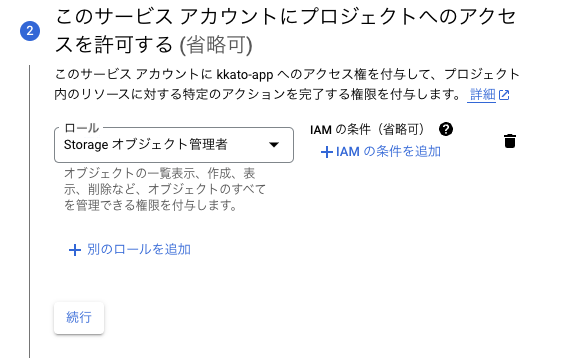 2
このサービス アカウントにプロジェクトへのアクセ
スを許可する (省略可)
このサービス アカウントに kkato-app へのアクセス権を付与して、プロジェクト
内のリソースに対する特定のアクションを完了する権限を付与します。 詳細
ロール
Storage オブジェクト管理者
IAM の条件（省略可） ?
+ IAM の条件を追加
オブジェクトの一覧表示、作成、表
示、削除など、オブジェクトのすべて
を管理できる権限を付与します。
+ 別のロールを追加
続行